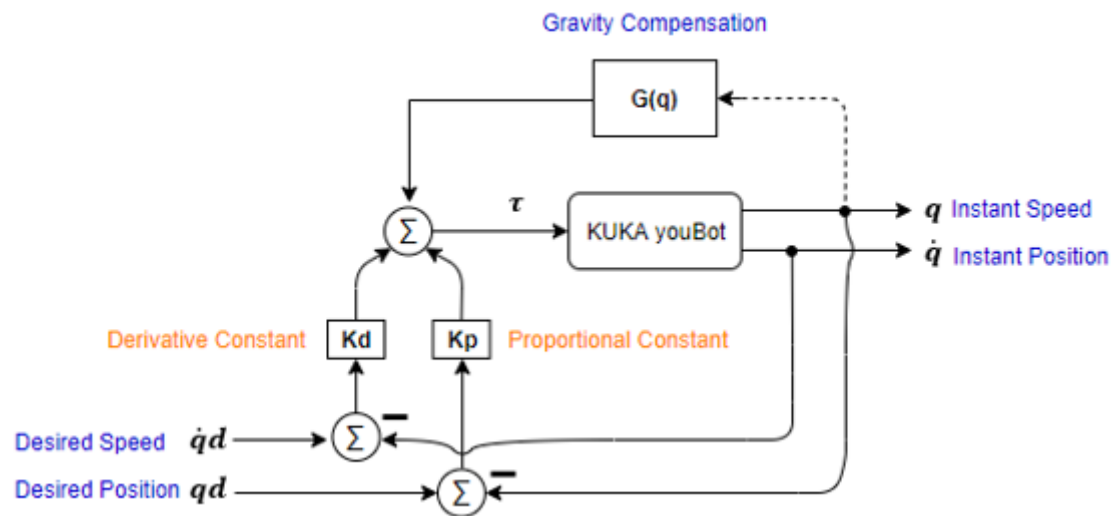 Gravity Compensation
G(q)
τ
Σ
KUKA youBot
q Instant Speed
q̇ Instant Position
Derivative Constant
Kd
Kp
Proportional Constant
Desired Speed q̇d
Σ
−
Desired Position qd
Σ
−